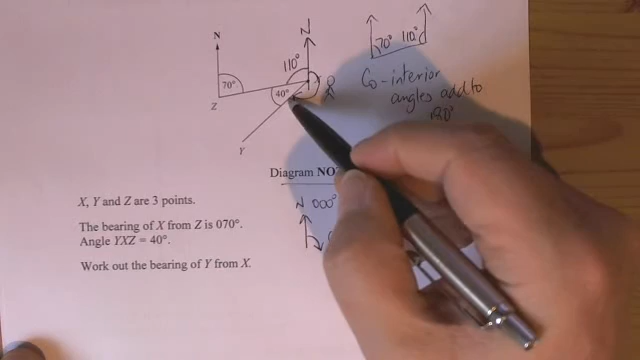 N
N
110°
70°
40°
Z
Y
70° 110°
Co-interior
angles add to
180°
Diagram NO
N 000°
X, Y and Z are 3 points.
The bearing of X from Z is 070°.
Angle YXZ = 40°.
Work out the bearing of Y from X.